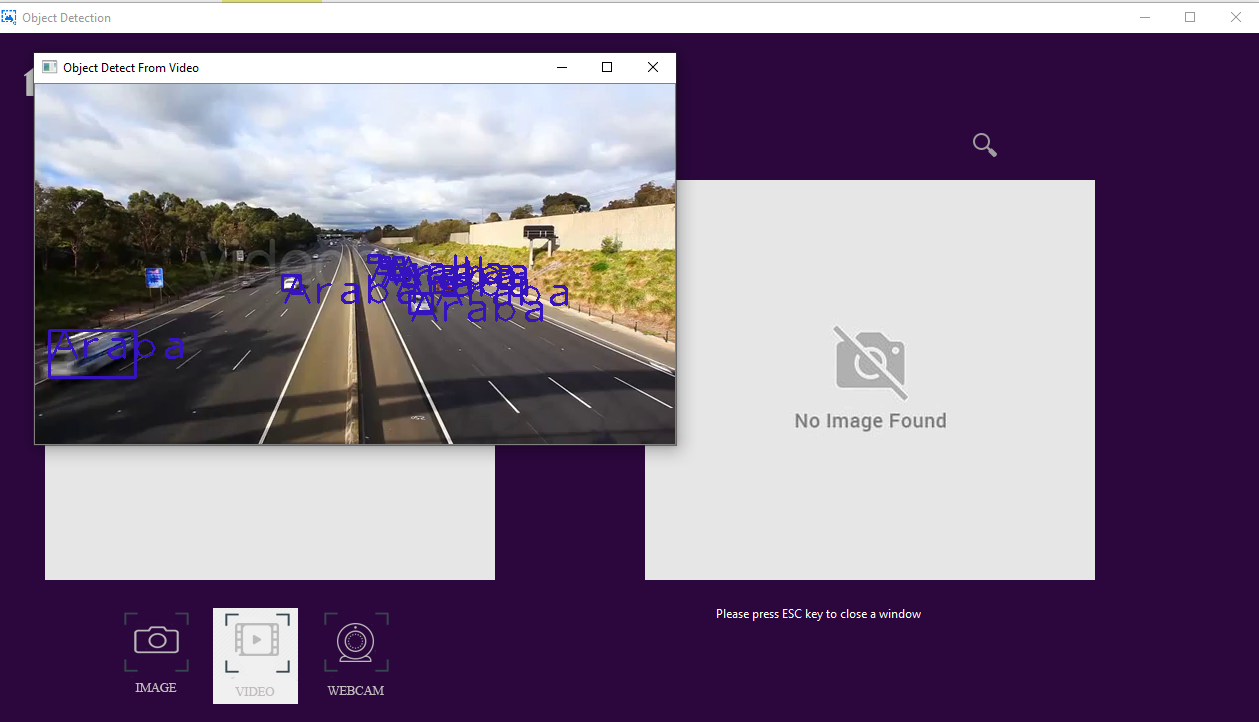 Object Detection
Object Detect From Video
Araba
Araba
Araba
Araba
No Image Found
Please press ESC key to close a window
IMAGE
VIDEO
WEBCAM